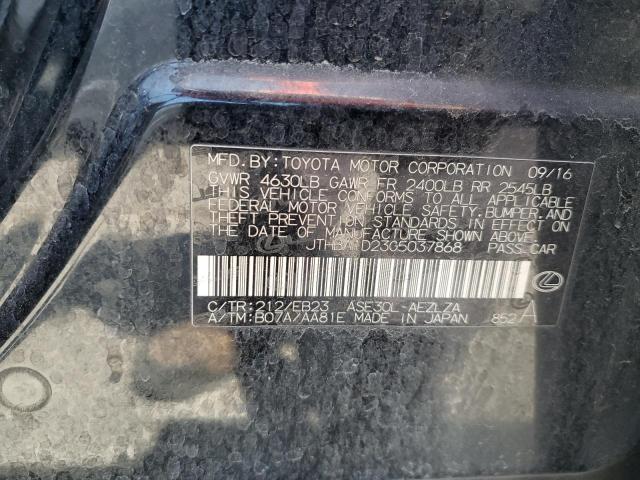 MFD.BY:TOYOTA MOTOR CORPORATION 09/16
GVWR 4630LB GAWR FR 2400LB RR 2545LB
THIS VEHICLE CONFORMS TO ALL APPLICABLE
FEDERAL MOTOR VEHICLE SAFETY,BUMPER,AND
THEFT PREVENTION STANDARDS IN EFFECT ON
THE DATE OF MANUFACTURE SHOWN ABOVE.
PASS.CAR
C/TR:212/EB23 ASE30L-AEZLZA
A/TM:B07A/AA81E MADE IN JAPAN 852 A